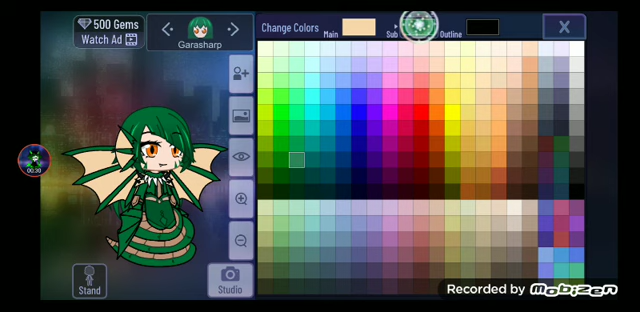 500 Gems
Watch Ad
Garasharp
Change Colors
Main
Sub
Outline
X
00:30
Stand
Studio
Recorded by Mobizen